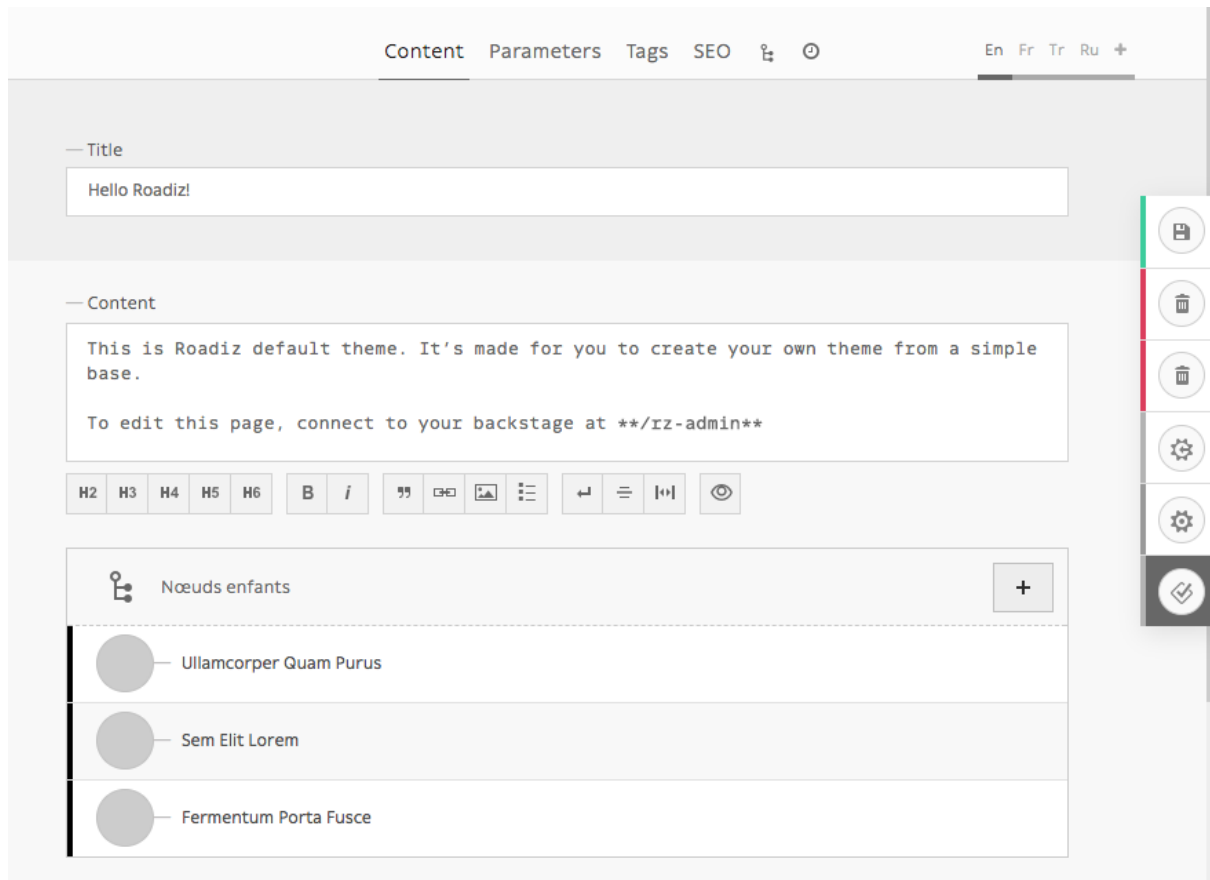 Content Parameters Tags SEO
En Fr Tr Ru +
Title
Hello Roadiz!
Content
This is Roadiz default theme. It's made for you to create your own theme from a simple
base.
To edit this page, connect to your backstage at **/rz-admin**
H2 H3 H4 H5 H6 B i
Nœuds enfants +
Ullamcorper Quam Purus
Sem Elit Lorem
Fermentum Porta Fusce